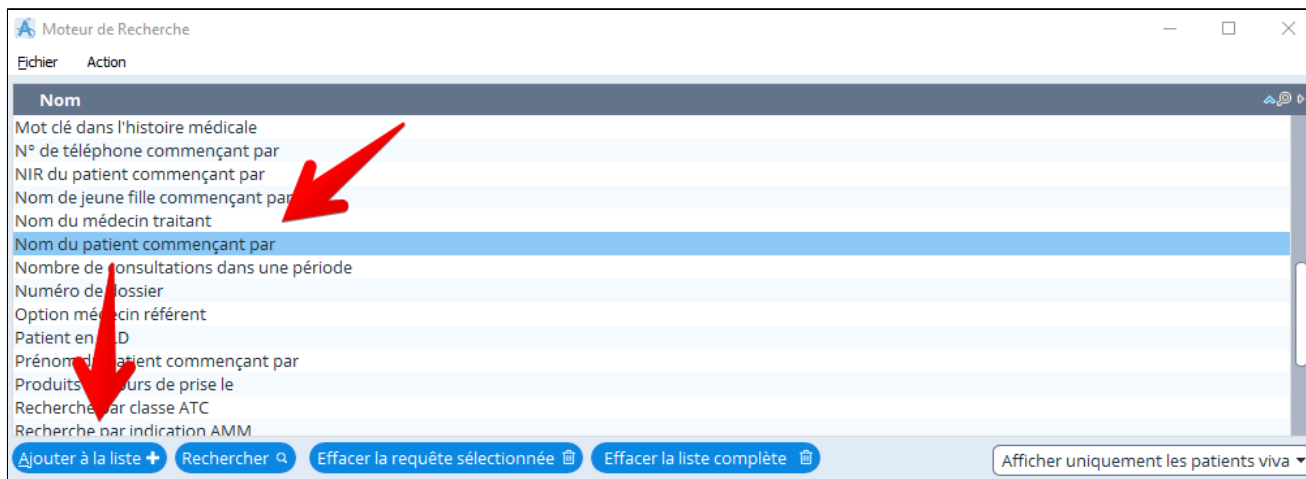 Moteur de Recherche
Fichier Action
Nom
Mot clé dans l'histoire médicale
N° de téléphone commençant par
NIR du patient commençant par
Nom de jeune fille commençant par
Nom du médecin traitant
Nom du patient commençant par
Nombre de consultations dans une période
Numéro de dossier
Option médecin référent
Patient en
Prénom du patient commençant par
Produits de prise le
Recherche par classe ATC
Recherche par indication AMM
Ajouter à la liste Rechercher Effacer la requête sélectionnée Effacer la liste complète Afficher uniquement les patients viva